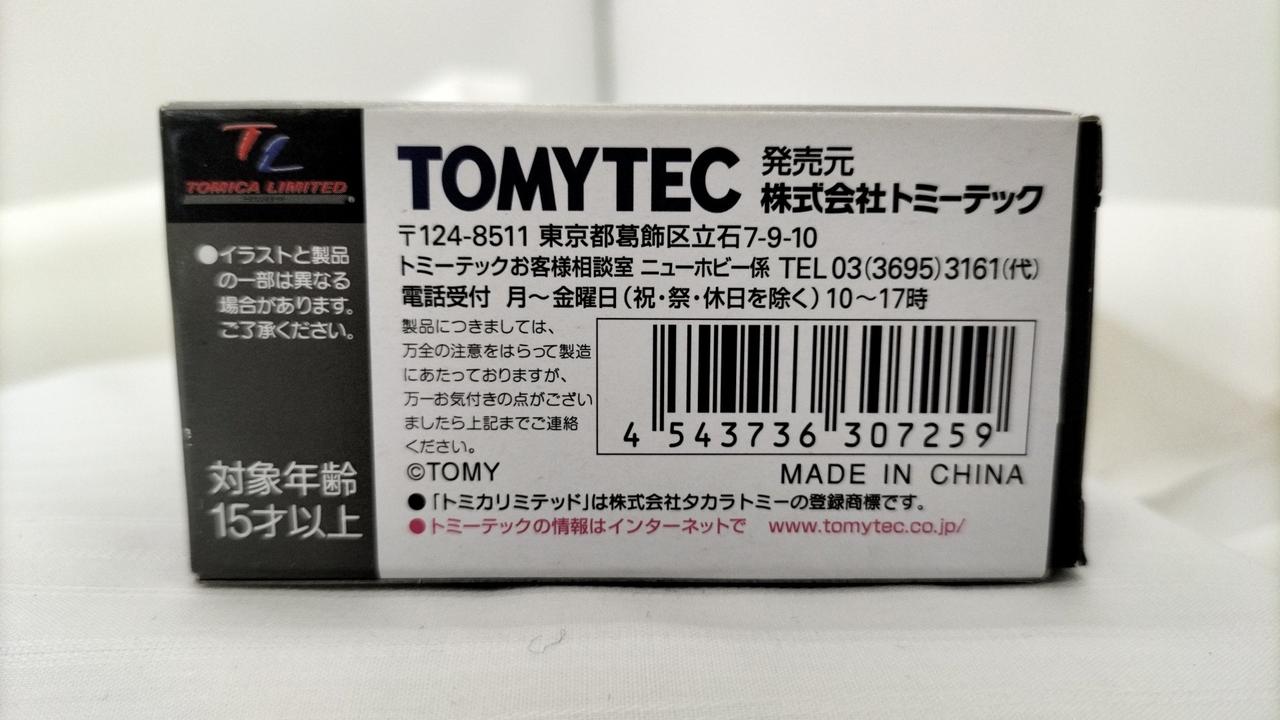 TL
TOMICA LIMITED
●イラストと製品
の一部は異なる
場合があります。
ご了承ください。
対象年齢
15才以上
TOMYTEC
発売元
株式会社トミーテック
〒124-8511 東京都葛飾区立石7-9-10
トミーテックお客様相談室 ニューホビー係 TEL 03(3695)3161(代)
電話受付 月〜金曜日(祝・祭・休日を除く)10〜17時
製品につきましては、
万全の注意をはらって製造
にあたっておりますが、
万一お気付きの点がござい
ましたら上記までご連絡
ください。
4 543736 307259
©TOMY
MADE IN CHINA
●「トミカリミテッド」は株式会社タカラトミーの登録商標です。
●トミーテックの情報はインターネットで www.tomytec.co.jp/